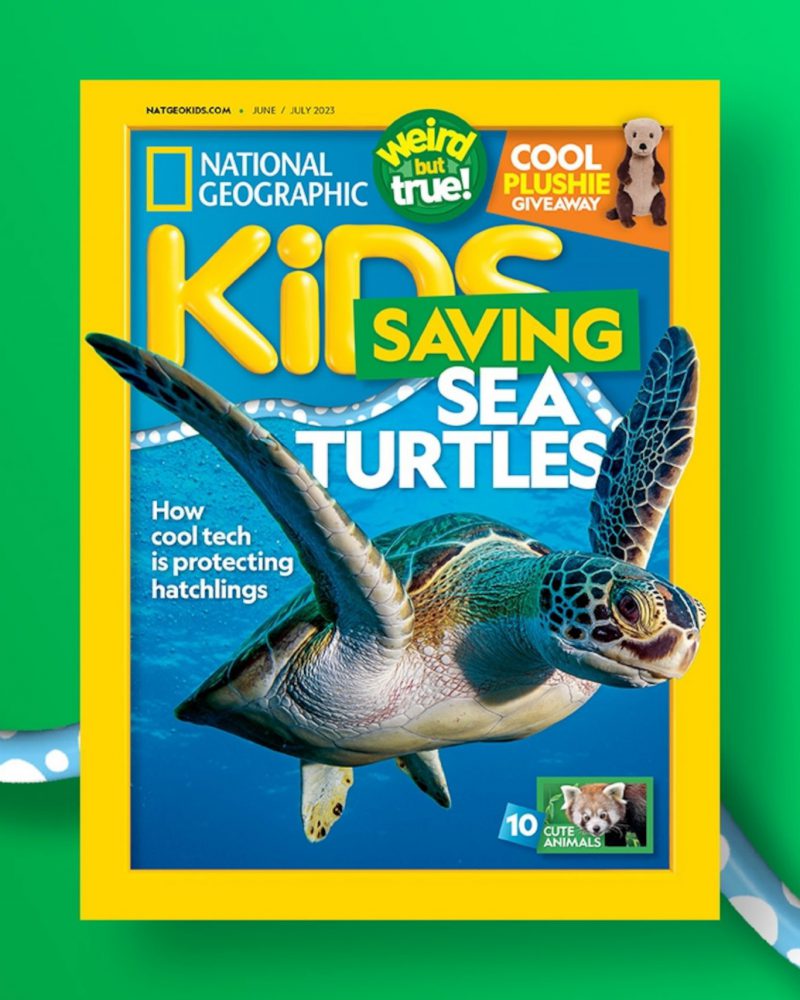 NATGEOKIDS.COM • JUNE / JULY 2023
NATIONAL
GEOGRAPHIC
weird
but
true!
COOL
PLUSHIE
GIVEAWAY
KiDS
SAVING
SEA
TURTLES
How
cool tech
is protecting
hatchlings
10
CUTE
ANIMALS